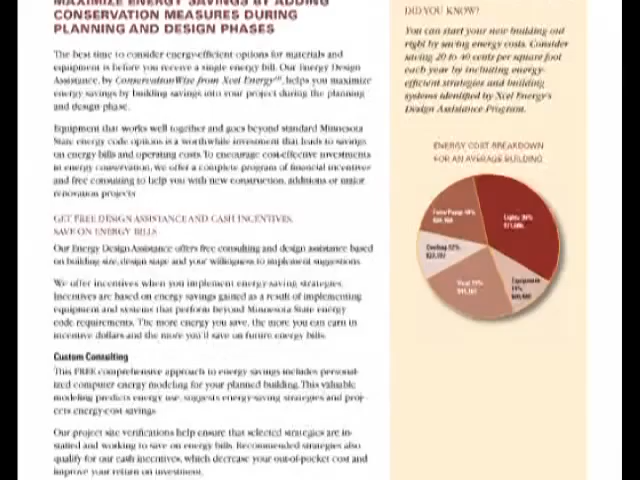 MAXIMIZE ENERGY SAVINGS BY ADDING
CONSERVATION MEASURES DURING
PLANNING AND DESIGN PHASES
The best time to consider energy-efficient options for materials and
equipment is before you receive a single energy bill. Our Energy Design
Assistance, by ConservationWise from Xcel Energy℠, helps you maximize
energy savings by building savings into your project during the planning
and design phase.
Equipment that works well together and goes beyond standard Minnesota
State energy code options is a worthwhile investment that leads to savings
on energy bills and operating costs. To encourage cost-effective investments
in energy conservation, we offer a complete program of financial incentives
and free consulting to help you with new construction, additions or major
renovation projects.
GET FREE DESIGN ASSISTANCE AND CASH INCENTIVES.
SAVE ON ENERGY BILLS
Our Energy Design Assistance offers free consulting and design assistance based
on building size, design stage and your willingness to implement suggestions.
We offer incentives when you implement energy-saving strategies.
Incentives are based on energy savings gained as a result of implementing
equipment and systems that perform beyond Minnesota State energy
code requirements. The more energy you save, the more you can earn in
incentive dollars and the more you'll save on future energy bills.
Custom Consulting
This FREE comprehensive approach to energy savings includes personal-
ized computer energy modeling for your planned building. This valuable
modeling predicts energy use, suggests energy-saving strategies and proj-
ects energy-cost savings.
Our project site verifications help ensure that selected strategies are in-
stalled and working to save on energy bills. Recommended strategies also
qualify for our cash incentives, which decrease your out-of-pocket cost and
improve your return on investment.
DID YOU KNOW?
You can start your new building out
right by saving energy costs. Consider
saving 20 to 40 cents per square foot
each year by including energy-
efficient strategies and building
systems identified by Xcel Energy's
Design Assistance Program.
ENERGY COST BREAKDOWN
FOR AN AVERAGE BUILDING
Lights
Equipment
Heat
Cooling
Fans/Pump